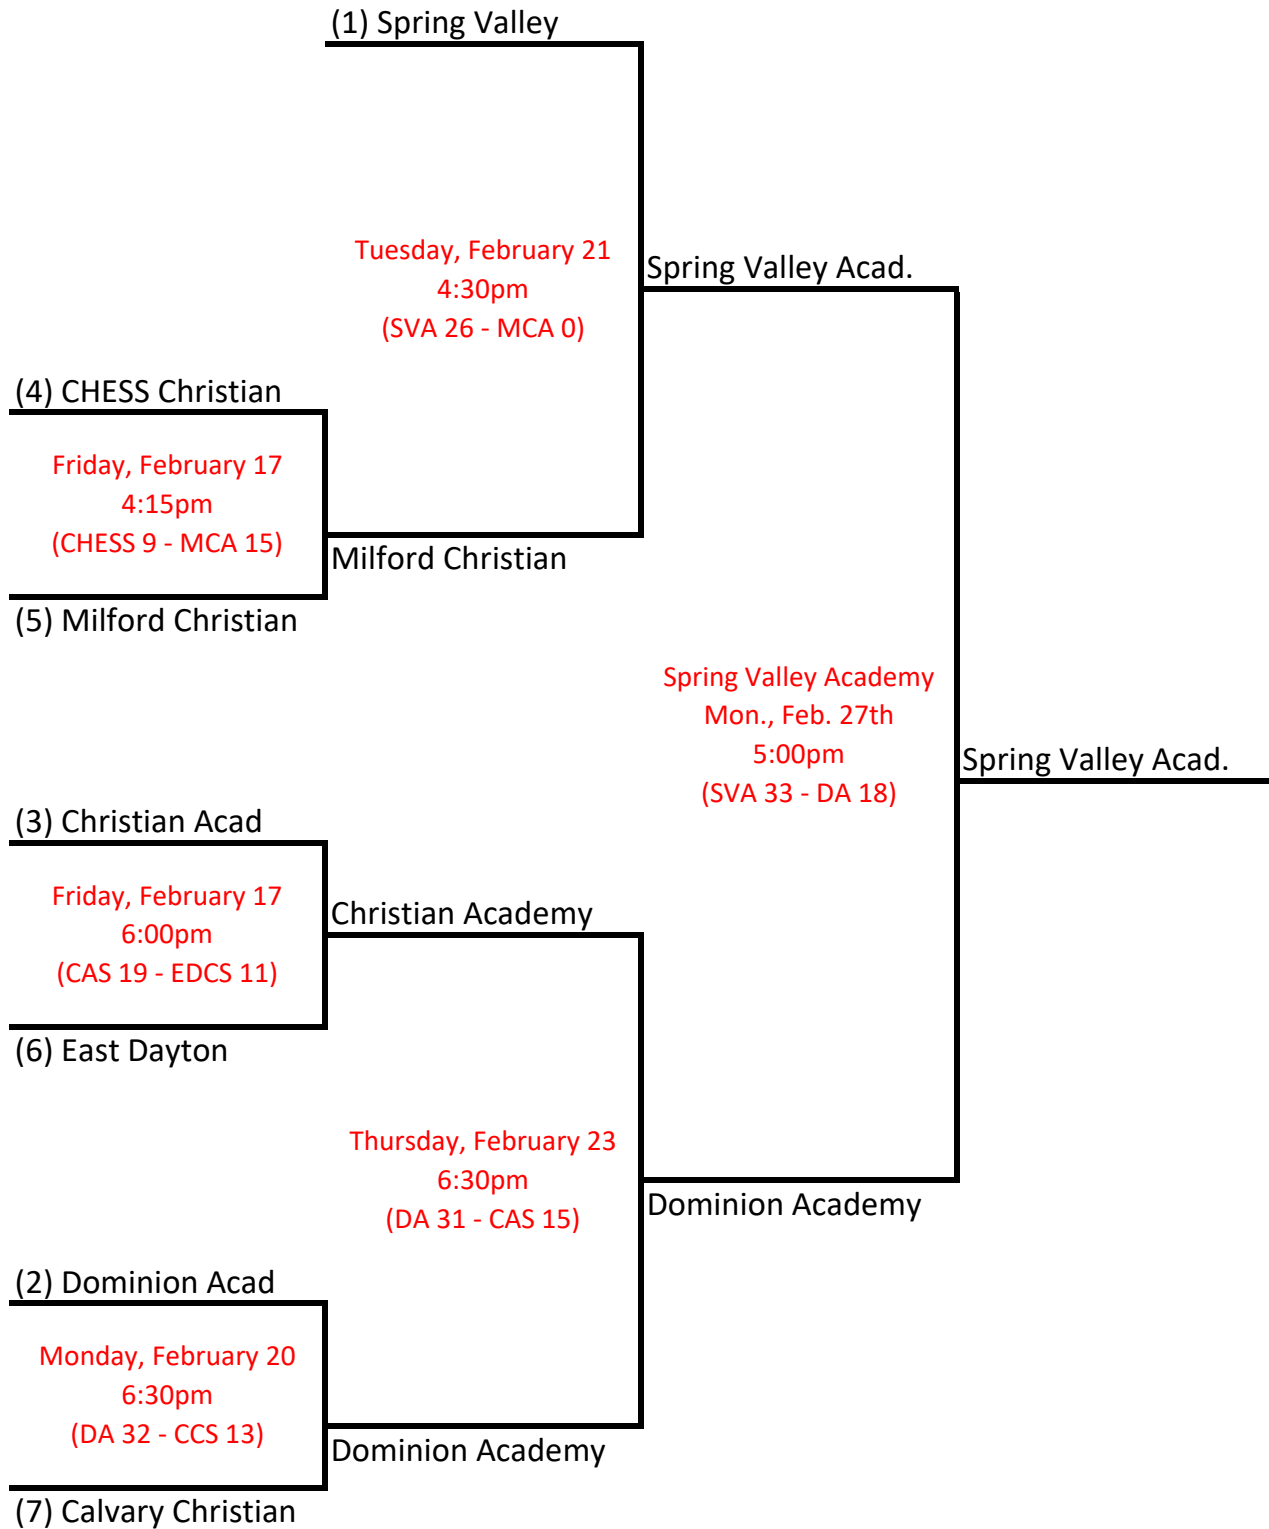 (1) Spring Valley
Tuesday, February 21
4:30pm
(SVA 26 - MCA 0)
Spring Valley Acad.
(4) CHESS Christian
Friday, February 17
4:15pm
(CHESS 9 - MCA 15)
Milford Christian
(5) Milford Christian
Spring Valley Academy
Mon., Feb. 27th
5:00pm
(SVA 33 - DA 18)
Spring Valley Acad.
(3) Christian Acad
Friday, February 17
6:00pm
(CAS 19 - EDCS 11)
Christian Academy
(6) East Dayton
Thursday, February 23
6:30pm
(DA 31 - CAS 15)
Dominion Academy
(2) Dominion Acad
Monday, February 20
6:30pm
(DA 32 - CCS 13)
Dominion Academy
(7) Calvary Christian